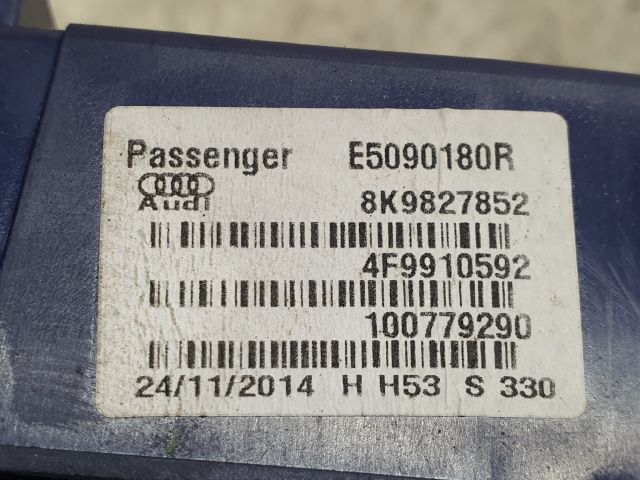 Passenger E5090180R
Audi 8K9827852
4F9910592
100779290
24/11/2014 H H53 S 330